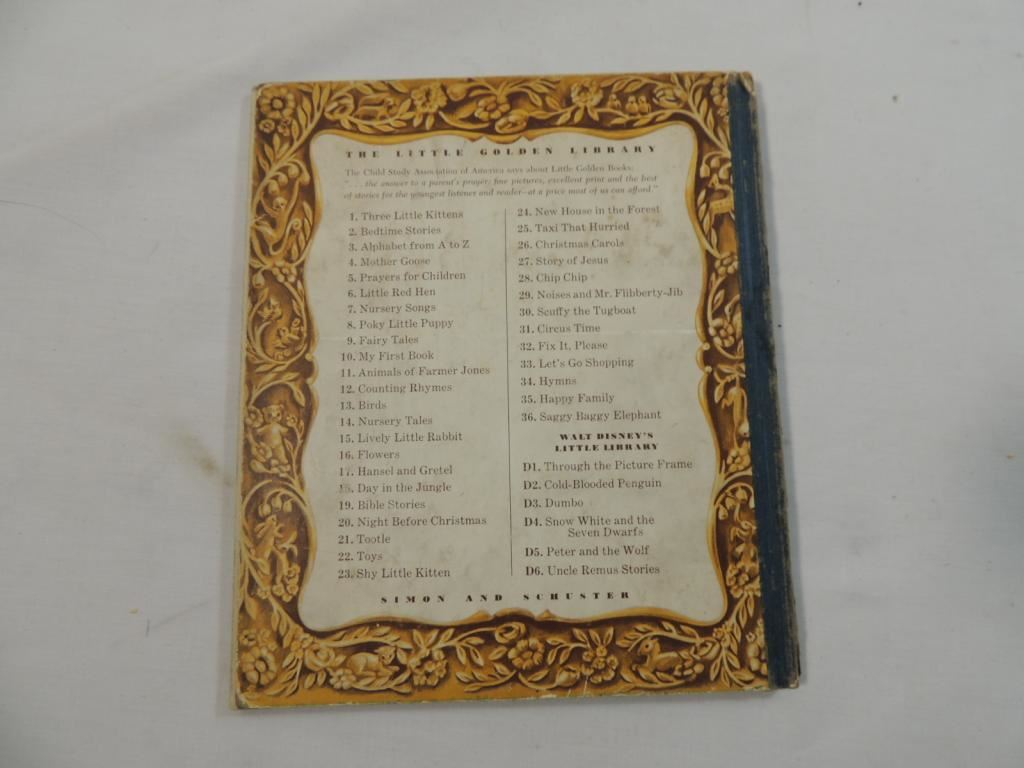 THE LITTLE GOLDEN LIBRARY
The Child Study Association of America says about Little Golden Books:
". . . the answer to a parent's prayer; fine pictures, excellent print and the best
of stories for the youngest listener and reader—at a price most of us can afford."
1. Three Little Kittens
2. Bedtime Stories
3. Alphabet from A to Z
4. Mother Goose
5. Prayers for Children
6. Little Red Hen
7. Nursery Songs
8. Poky Little Puppy
9. Fairy Tales
10. My First Book
11. Animals of Farmer Jones
12. Counting Rhymes
13. Birds
14. Nursery Tales
15. Lively Little Rabbit
16. Flowers
17. Hansel and Gretel
Day in the Jungle
19. Bible Stories
20. Night Before Christmas
21. Tootle
22. Toys
23. Shy Little Kitten
24. New House in the Forest
25. Taxi That Hurried
26. Christmas Carols
27. Story of Jesus
28. Chip Chip
29. Noises and Mr. Flibberty-Jib
30. Scuffy the Tugboat
31. Circus Time
32. Fix It, Please
33. Let's Go Shopping
34. Hymns
35. Happy Family
36. Saggy Baggy Elephant
WALT DISNEY'S
LITTLE LIBRARY
D1. Through the Picture Frame
D2. Cold-Blooded Penguin
D3. Dumbo
D4. Snow White and the
Seven Dwarfs
D5. Peter and the Wolf
D6. Uncle Remus Stories
SIMON AND SCHUSTER